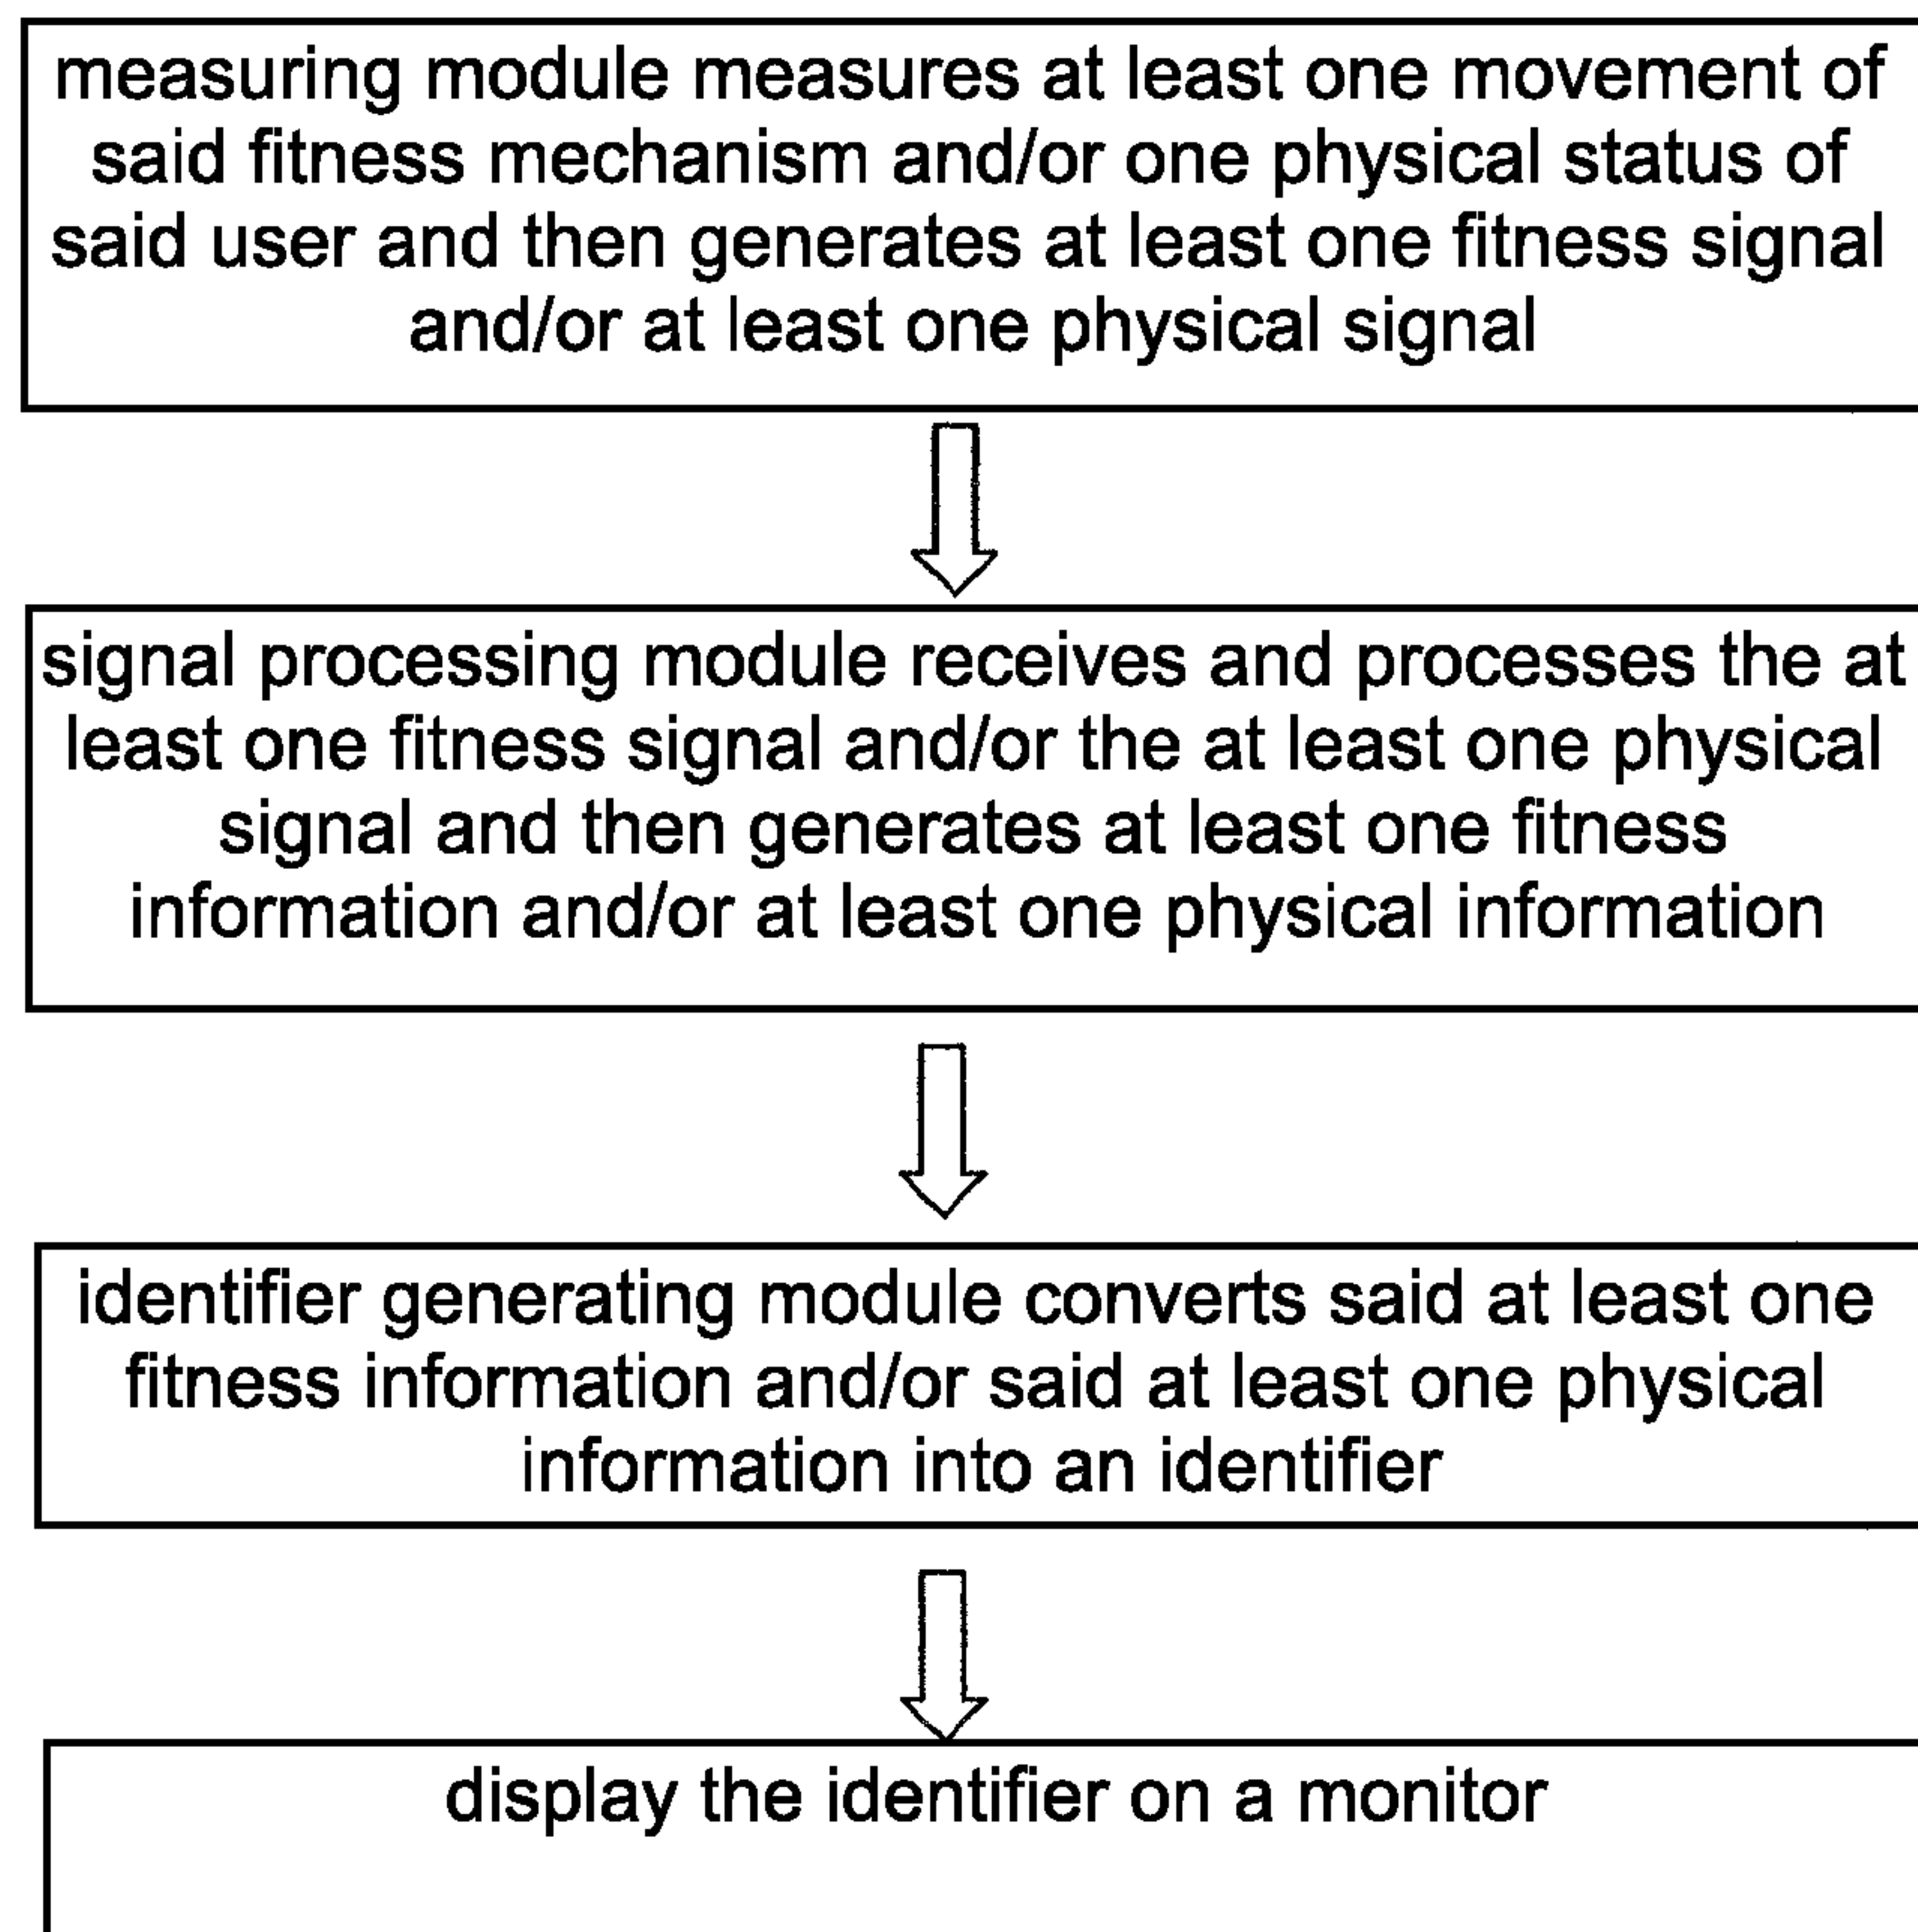 measuring module measures at least one movement of
said fitness mechanism and/or one physical status of
said user and then generates at least one fitness signal
and/or at least one physical signal
signal processing module receives and processes the at
least one fitness signal and/or the at least one physical
signal and then generates at least one fitness
information and/or at least one physical information
identifier generating module converts said at least one
fitness information and/or said at least one physical
information into an identifier
display the identifier on a monitor